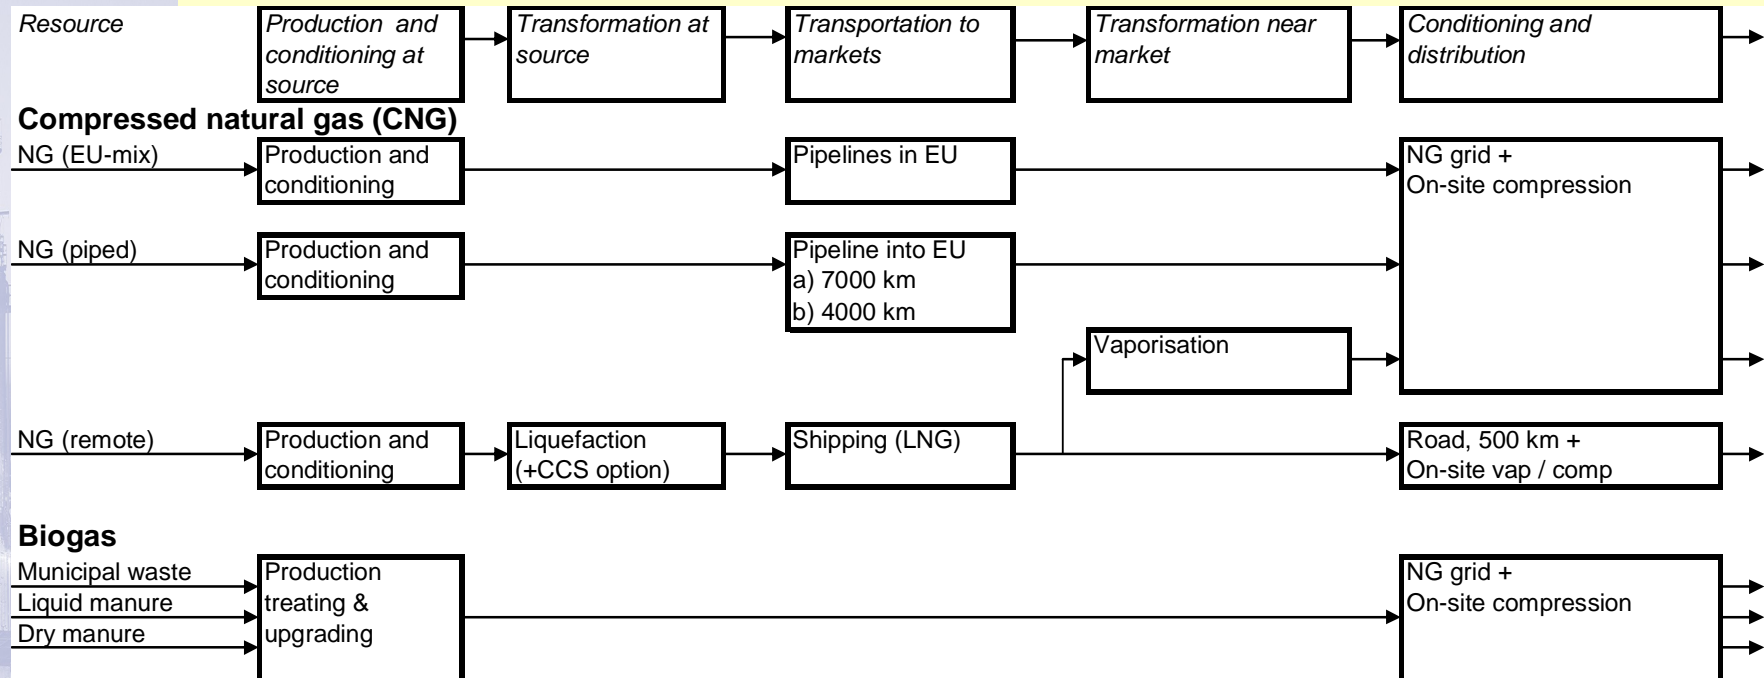 Resource
Production and
conditioning at
source
Transformation at
source
Transportation to
markets
Transformation near
market
Conditioning and
distribution
Compressed natural gas (CNG)
NG (EU-mix)
Production and
conditioning
Pipelines in EU
NG grid +
On-site compression
NG (piped)
Production and
conditioning
Pipeline into EU
a) 7000 km
b) 4000 km
Vaporisation
NG (remote)
Production and
conditioning
Liquefaction
(+CCS option)
Shipping (LNG)
Road, 500 km +
On-site vap / comp
Biogas
Municipal waste
Liquid manure
Dry manure
Production
treating &
upgrading
NG grid +
On-site compression